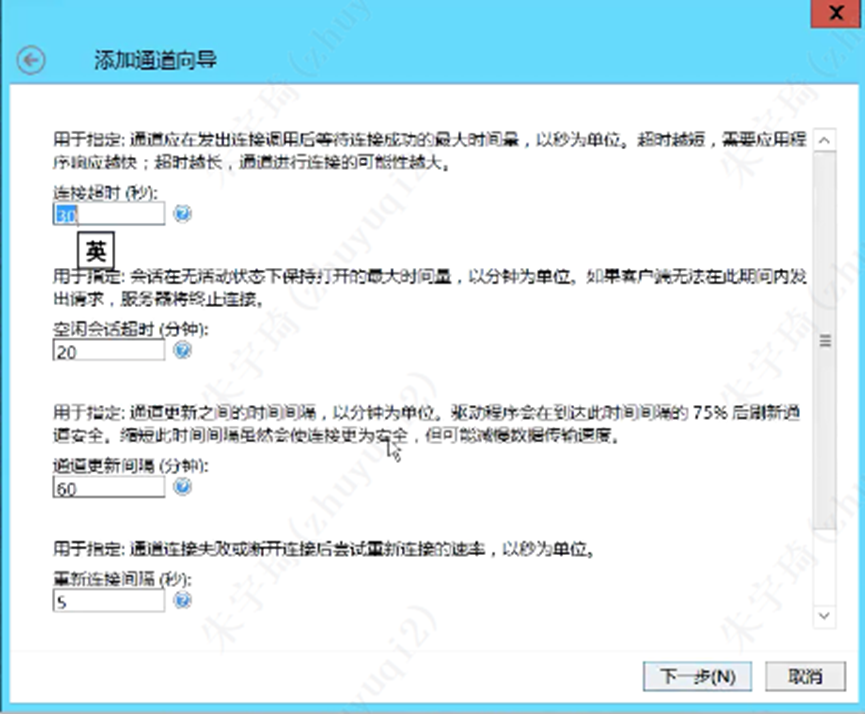 添加通道向导
用于指定: 通道应在发出连接调用后等待连接成功的最大时间量，以秒为单位。超时越短，需要应用程
序响应越快；超时越长，通道进行连接的可能性越大。
连接超时 (秒):
30
英
用于指定: 会话在无活动状态下保持打开的最大时间量，以分钟为单位。如果客户端无法在此期间内发
出请求，服务器将终止连接。
空闲会话超时 (分钟):
20
用于指定: 通道更新之间的时间间隔，以分钟为单位。驱动程序会在到达此时间间隔的 75% 后刷新通
道安全。缩短此时间间隔虽然会使连接更为安全，但可能减慢数据传输速度。
通道更新间隔 (分钟):
60
用于指定: 通道连接失败或断开连接后尝试重新连接的速率，以秒为单位。
重新连接间隔 (秒):
5
下一步(N)
取消
朱宇琦(zhuyuqi2)